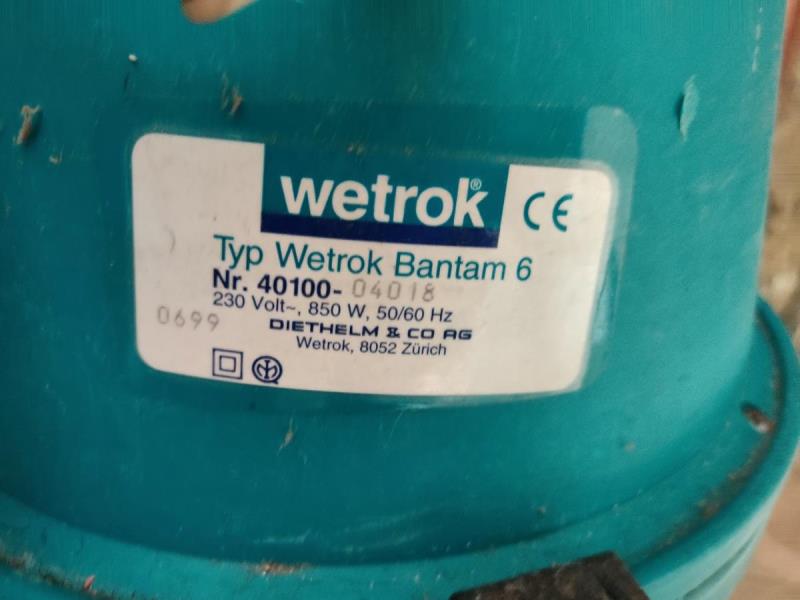 wetrok®
CE
Typ Wetrok Bantam 6
Nr. 40100-04018
230 Volt~, 850 W, 50/60 Hz
0699
DIETHELM & CO AG
Wetrok, 8052 Zürich